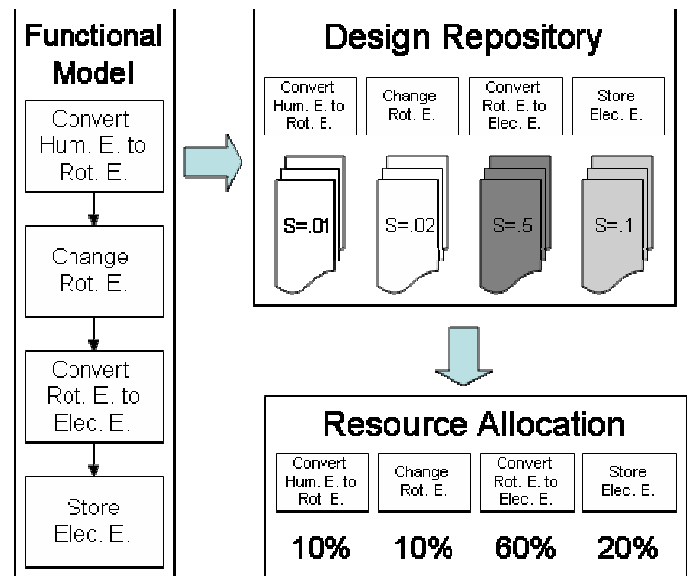 Functional
Model
Convert
Hum. E. to
Rot. E.
Change
Rot. E.
Convert
Rot. E. to
Elec. E.
Store
Elec. E.
Design Repository
Convert
Hum. E. to
Rot. E.
Change
Rot. E.
Convert
Rot. E. to
Elec. E.
Store
Elec. E.
S=.01
S=.02
S=.5
S=.1
Resource Allocation
Convert
Hum. E. to
Rot. E.
Change
Rot. E.
Convert
Rot. E. to
Elec. E.
Store
Elec. E.
10%
10%
60%
20%